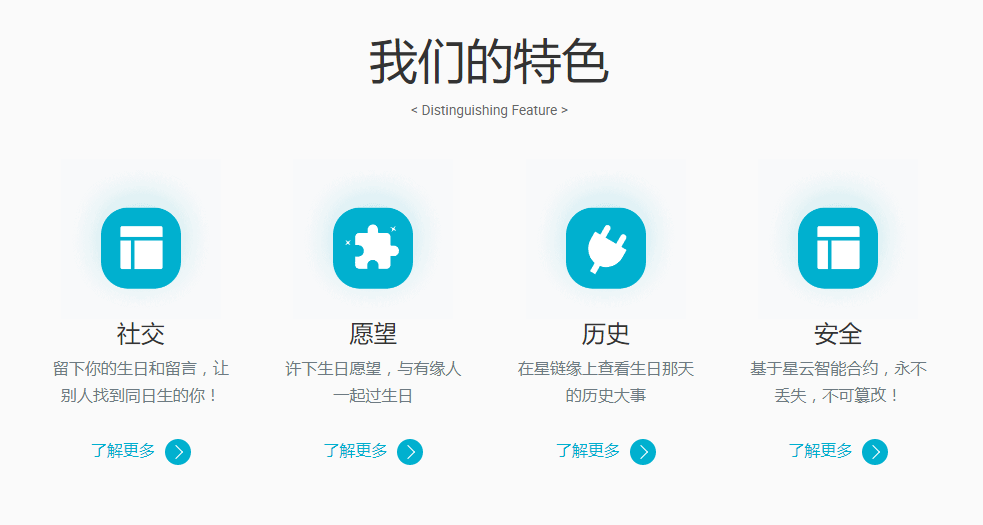 我们的特色
< Distinguishing Feature >
社交
留下你的生日和留言，让
别人找到同日生的你！
了解更多
愿望
许下生日愿望，与有缘人
一起过生日
了解更多
历史
在星链缘上查看生日那天
的历史大事
了解更多
安全
基于星云智能合约，永不
丢失，不可篡改！
了解更多